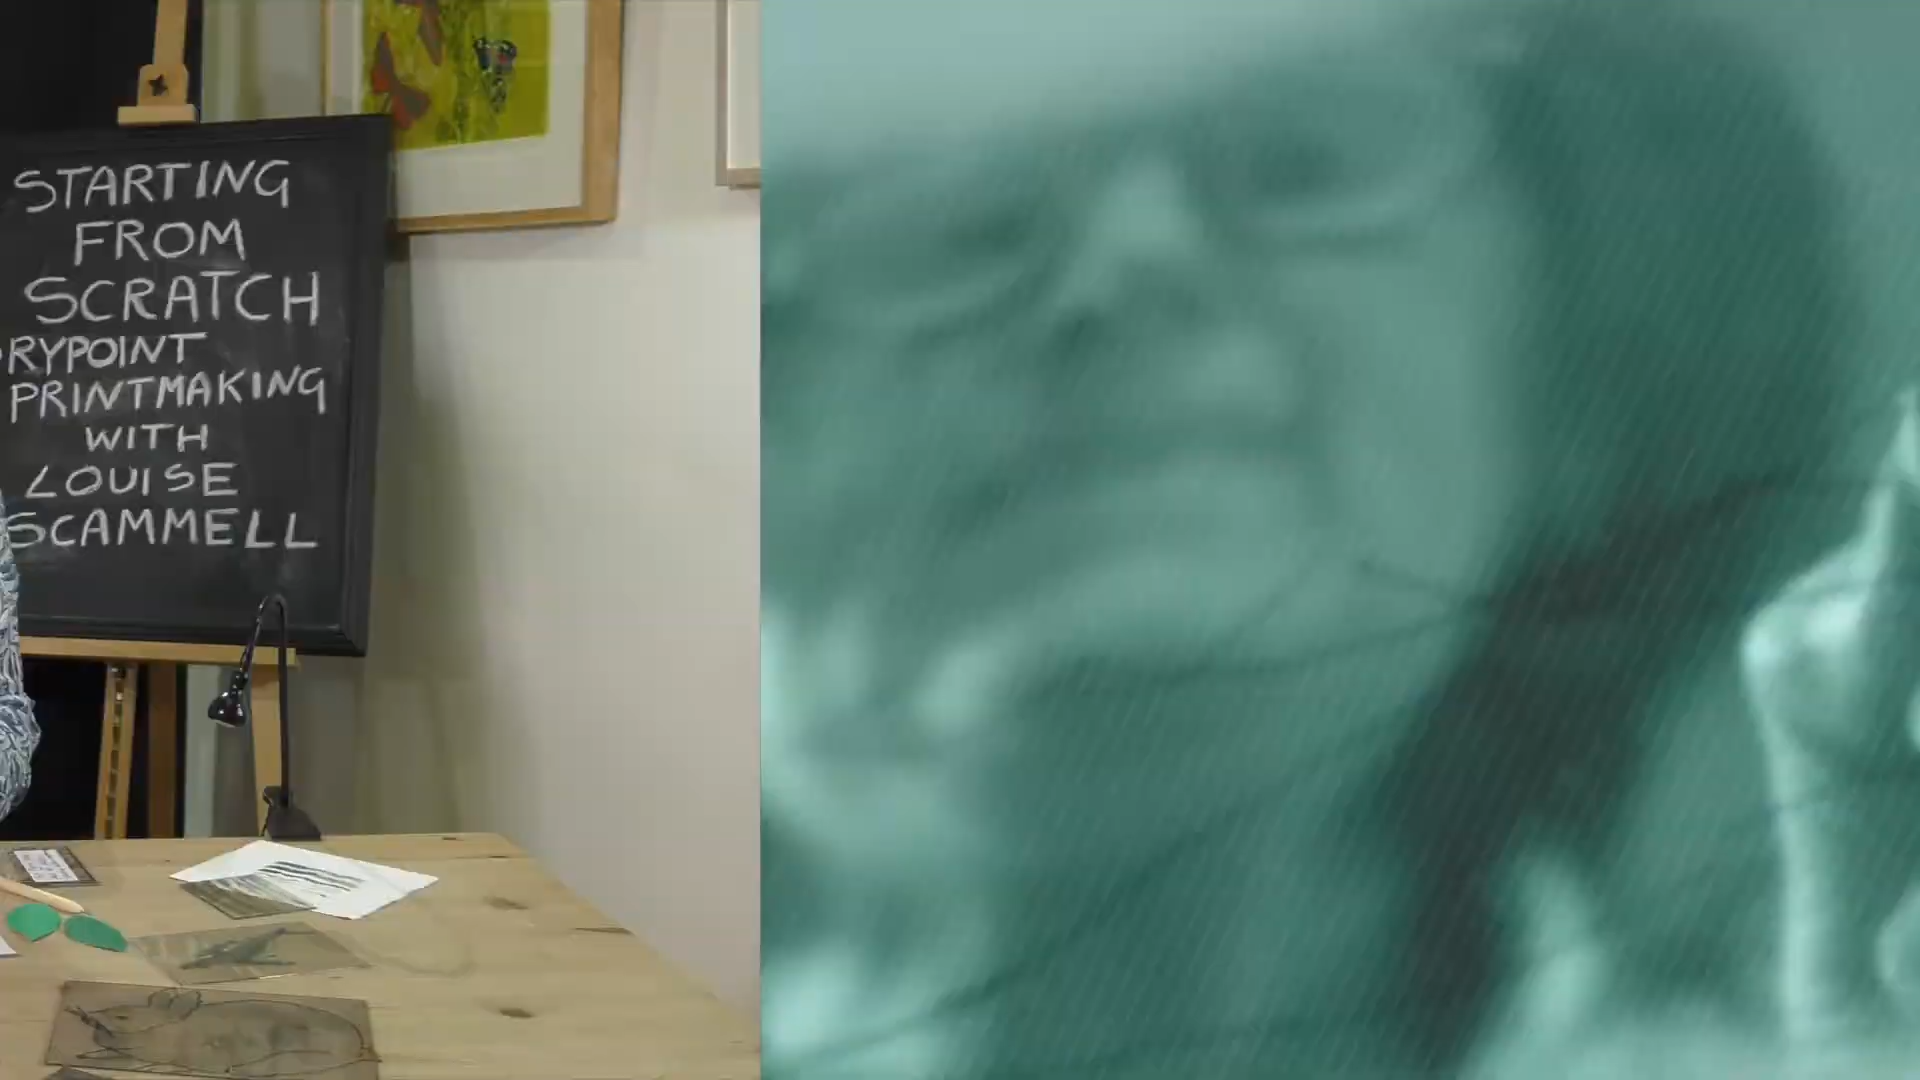 STARTING
FROM
SCRATCH
RYPOINT
PRINTMAKING
WITH
LOUISE
SCAMMELL